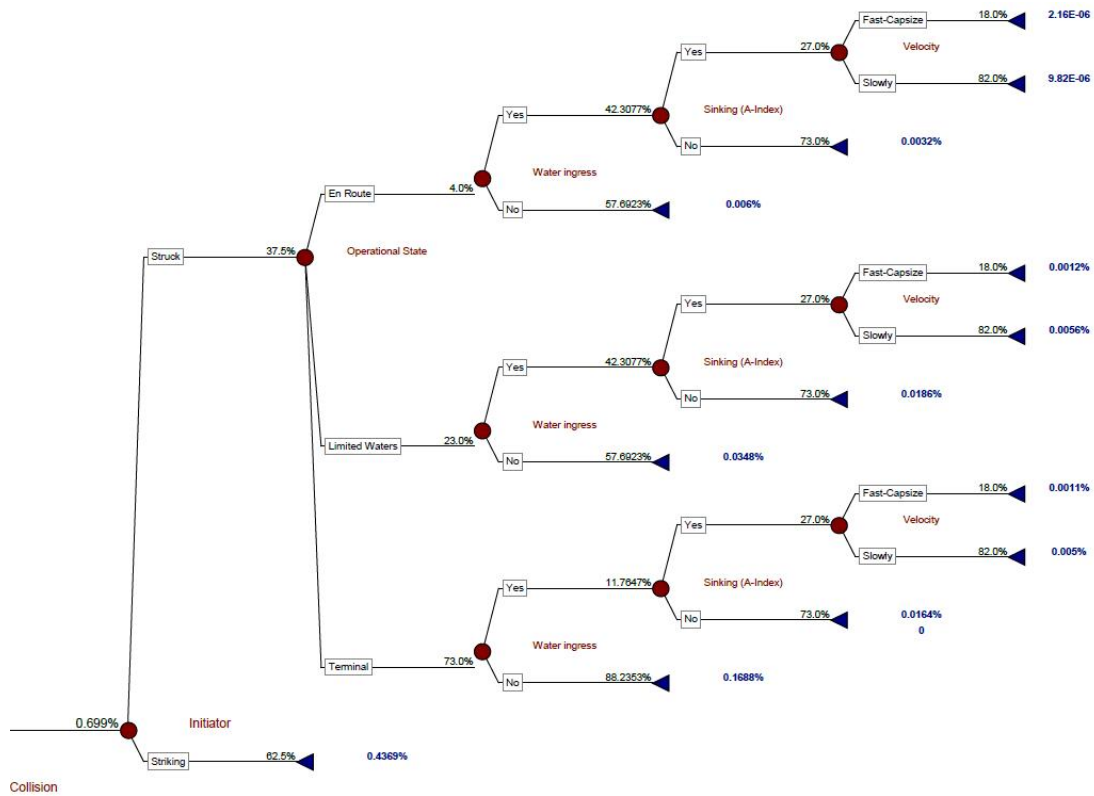 Fast-Capsize 18.0% 2.16E-06
Yes 27.0% Velocity
Slowly 82.0% 9.82E-06
Yes 42.3077% Sinking (A-Index)
No 73.0% 0.0032%
En Route 4.0% Water ingress
No 57.6923% 0.006%
Struck 37.5% Operational State
Fast-Capsize 18.0% 0.0012%
Yes 27.0% Velocity
Slowly 82.0% 0.0056%
Yes 42.3077% Sinking (A-Index)
No 73.0% 0.0186%
Limited Waters 23.0% Water ingress
No 57.6923% 0.0348%
Fast-Capsize 18.0% 0.0011%
Yes 27.0% Velocity
Slowly 82.0% 0.005%
Yes 11.7647% Sinking (A-Index)
No 73.0% 0.0164%
0
Terminal 73.0% Water ingress
No 88.2353% 0.1688%
0.699% Initiator
Striking 62.5% 0.4369%
Collision